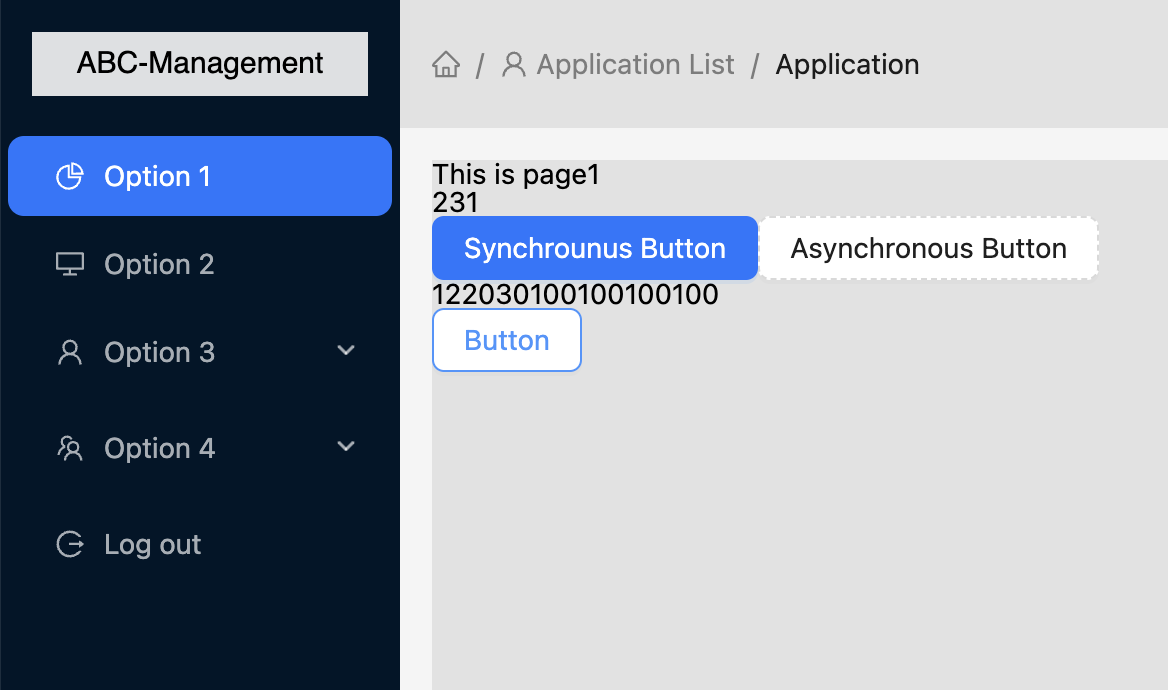 ABC-Management
Option 1
Option 2
Option 3
Option 4
Log out
/ Application List / Application
This is page1
231
Synchrounus Button Asynchronous Button
122030100100100100
Button